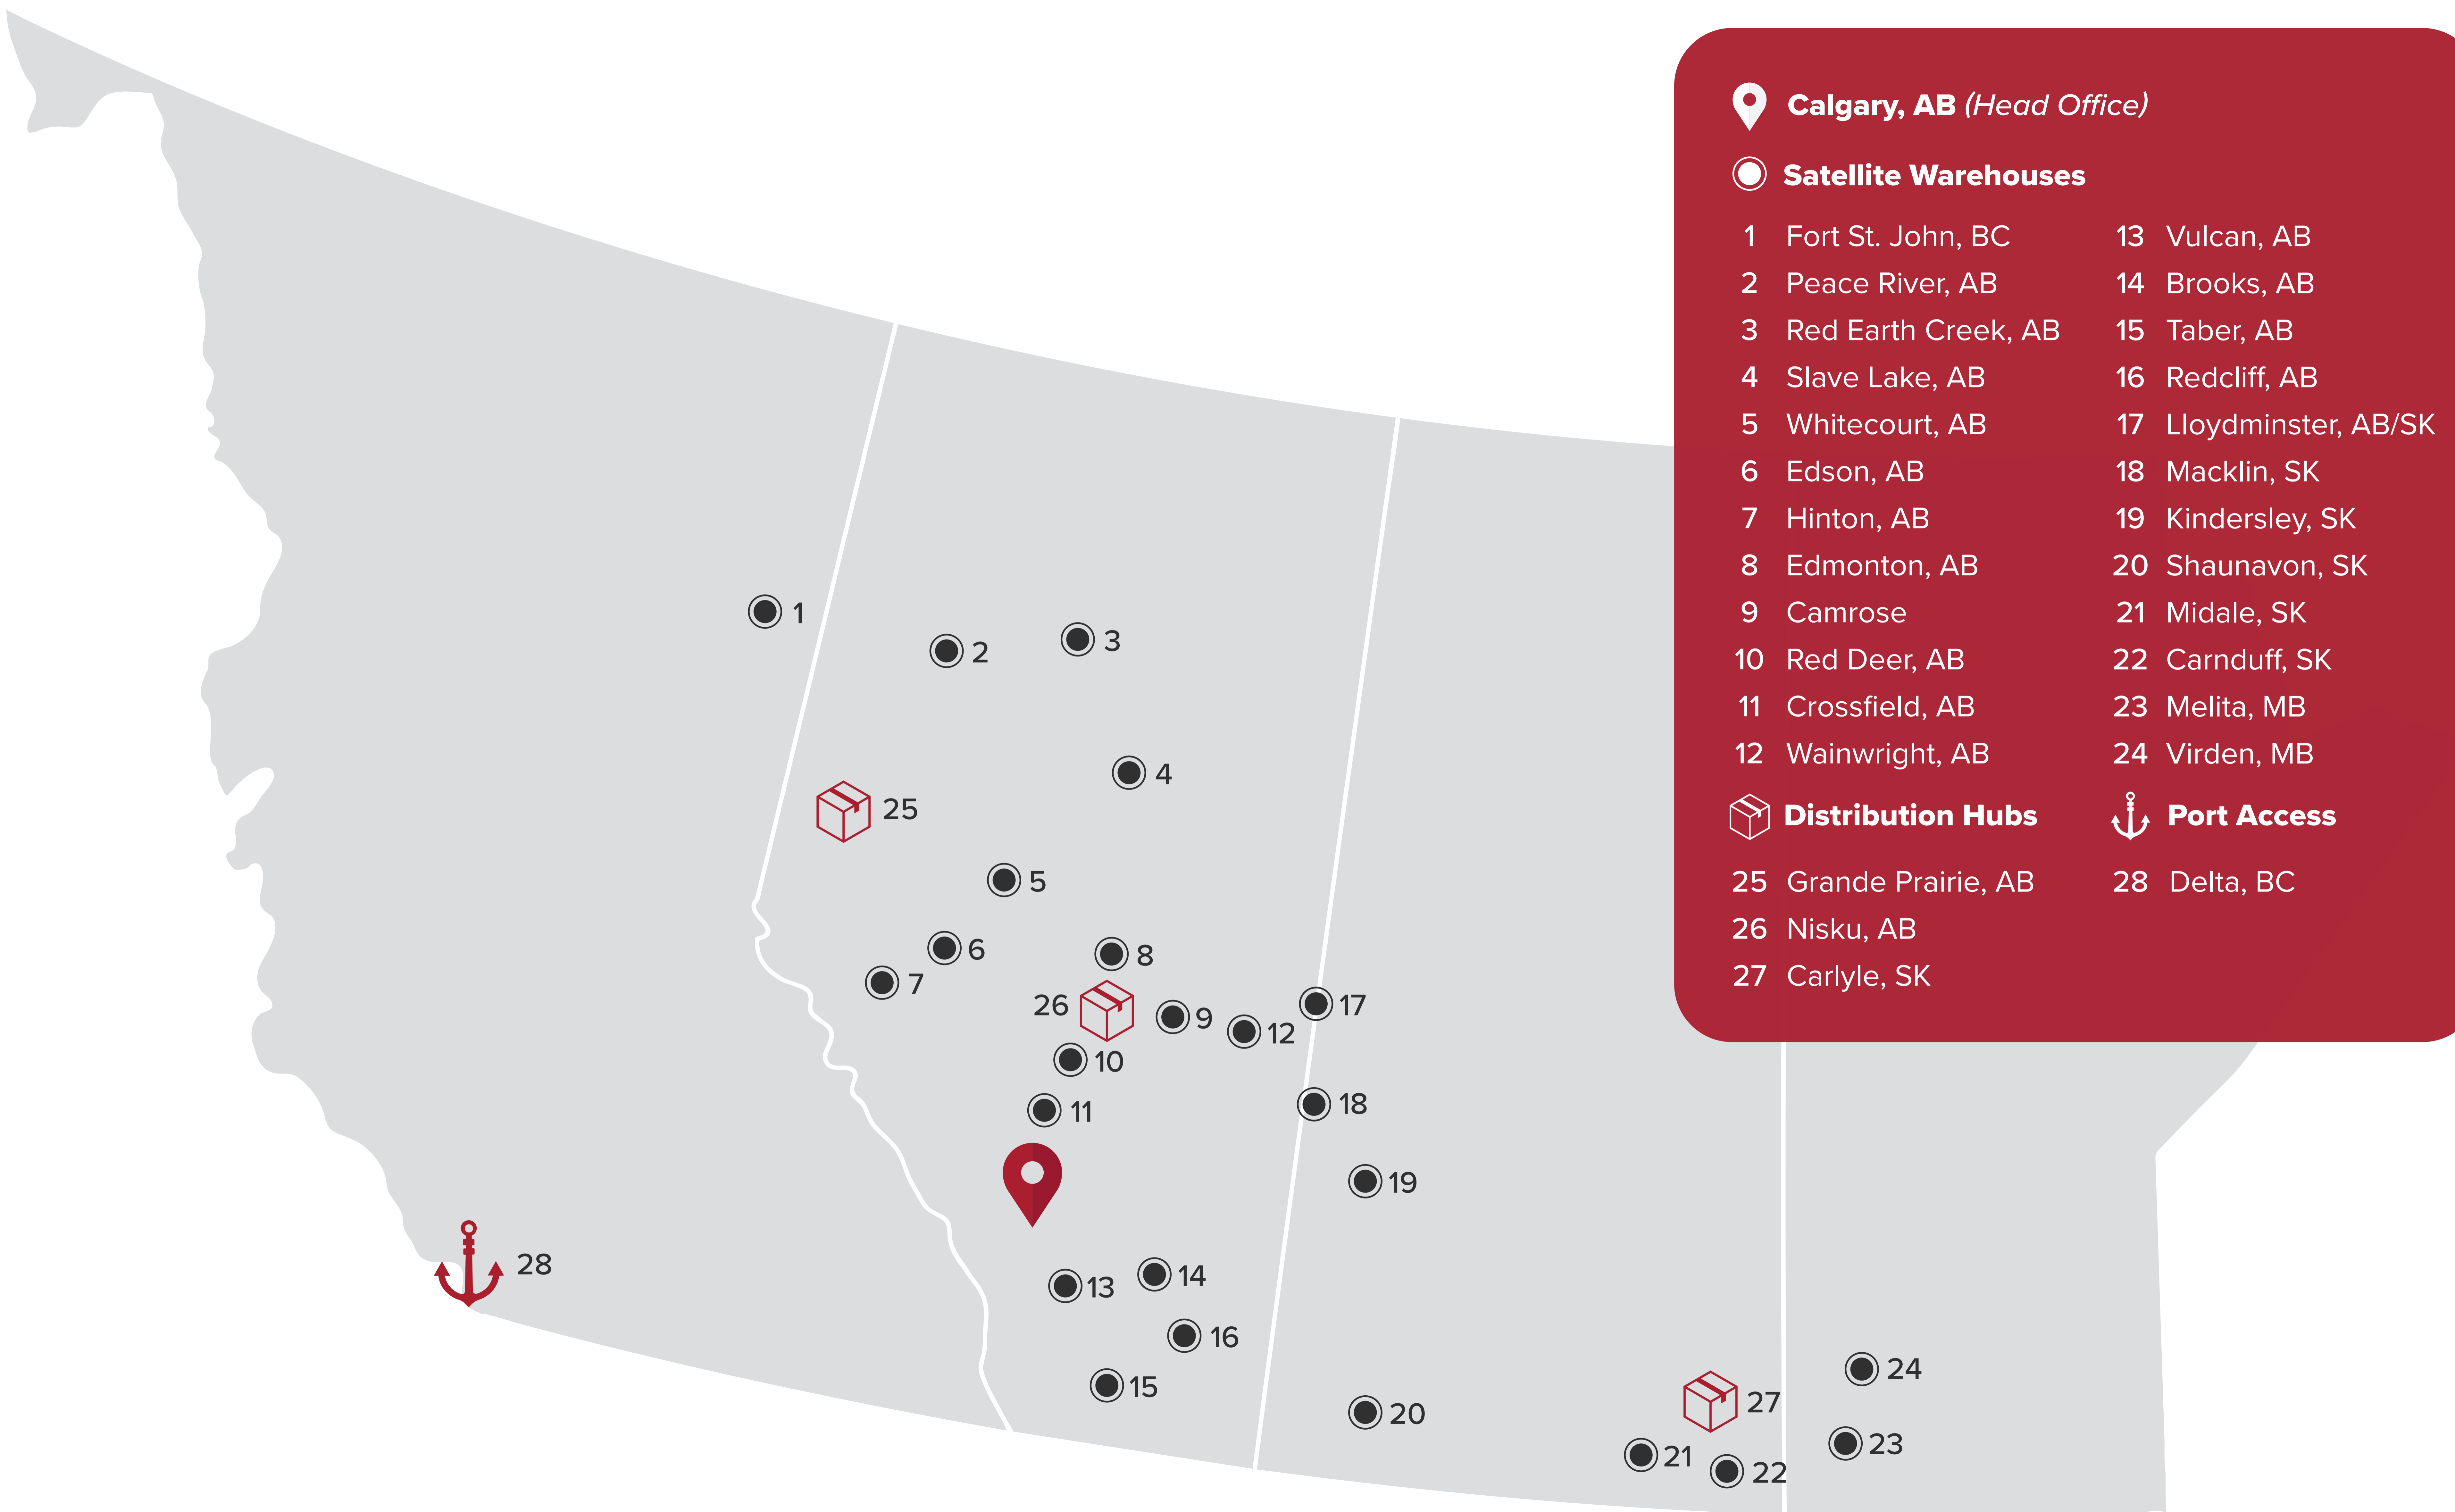 Calgary, AB (Head Office)
Satellite Warehouses
1 Fort St. John, BC
2 Peace River, AB
3 Red Earth Creek, AB
4 Slave Lake, AB
5 Whitecourt, AB
6 Edson, AB
7 Hinton, AB
8 Edmonton, AB
9 Camrose
10 Red Deer, AB
11 Crossfield, AB
12 Wainwright, AB
13 Vulcan, AB
14 Brooks, AB
15 Taber, AB
16 Redcliff, AB
17 Lloydminster, AB/SK
18 Macklin, SK
19 Kindersley, SK
20 Shaunavon, SK
21 Midale, SK
22 Carnduff, SK
23 Melita, MB
24 Virden, MB
Distribution Hubs
25 Grande Prairie, AB
26 Nisku, AB
27 Carlyle, SK
Port Access
28 Delta, BC
1
2
3
4
25
5
6
7
8
26
9
12
17
10
11
18
19
28
13
14
16
15
20
24
27
23
21
22